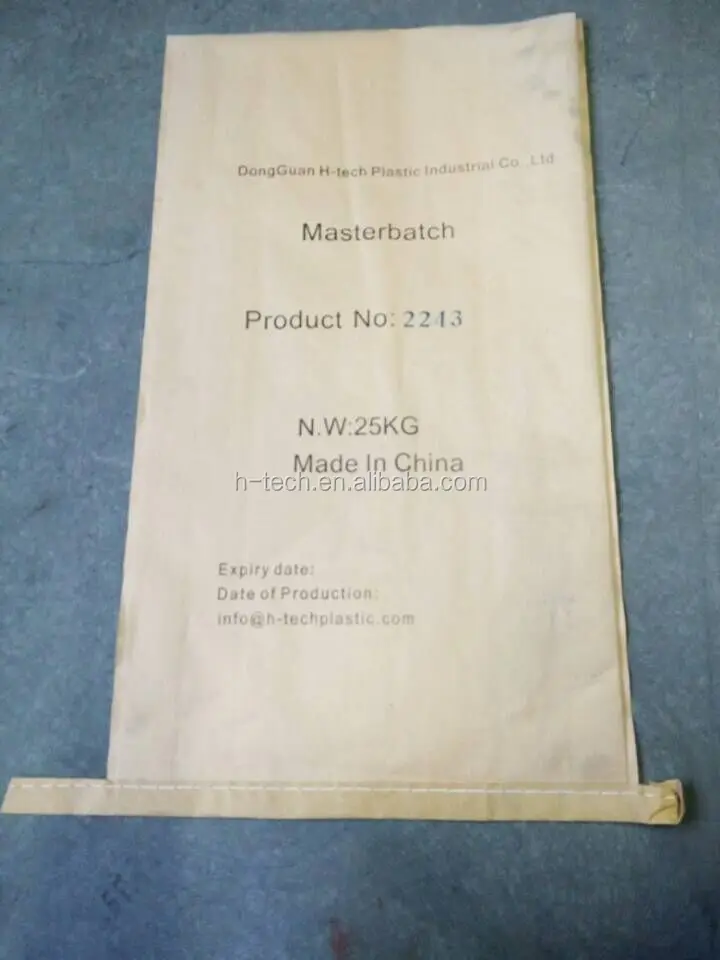 DongGuan H-tech Plastic Industrial Co.,Ltd
Masterbatch
Product No: 2243
N.W:25KG
Made In China
h-tech.en.alibaba.com
Expiry date:
Date of Production:
info@h-techplastic.com